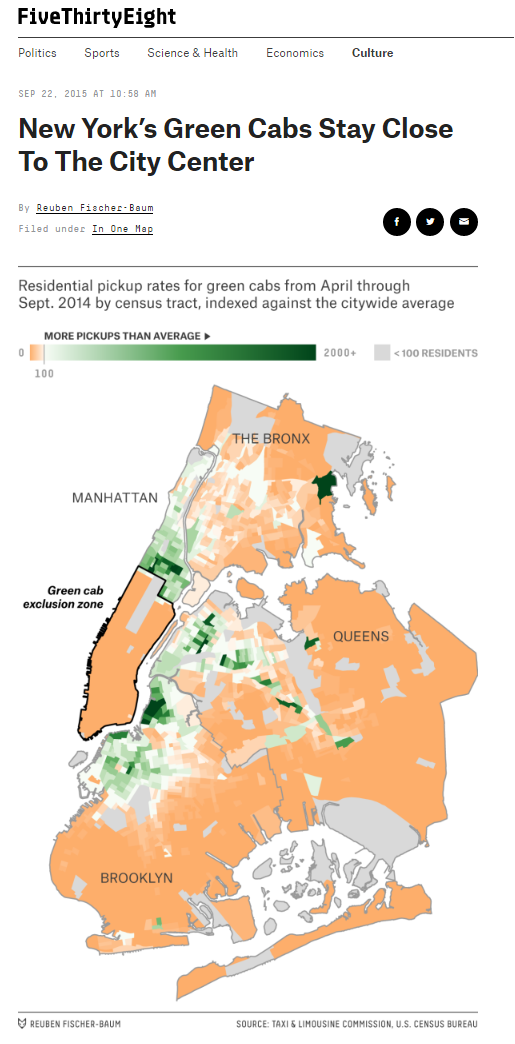 FiveThirtyEight
Politics Sports Science & Health Economics Culture
SEP 22, 2015 AT 10:58 AM
New York’s Green Cabs Stay Close
To The City Center
By Reuben Fischer-Baum
Filed under In One Map
Residential pickup rates for green cabs from April through
Sept. 2014 by census tract, indexed against the citywide average
MORE PICKUPS THAN AVERAGE ▶
0 2000+ <100 RESIDENTS
100
THE BRONX
MANHATTAN
Green cab
exclusion zone
QUEENS
BROOKLYN
REUBEN FISCHER-BAUM SOURCE: TAXI & LIMOUSINE COMMISSION, U.S. CENSUS BUREAU